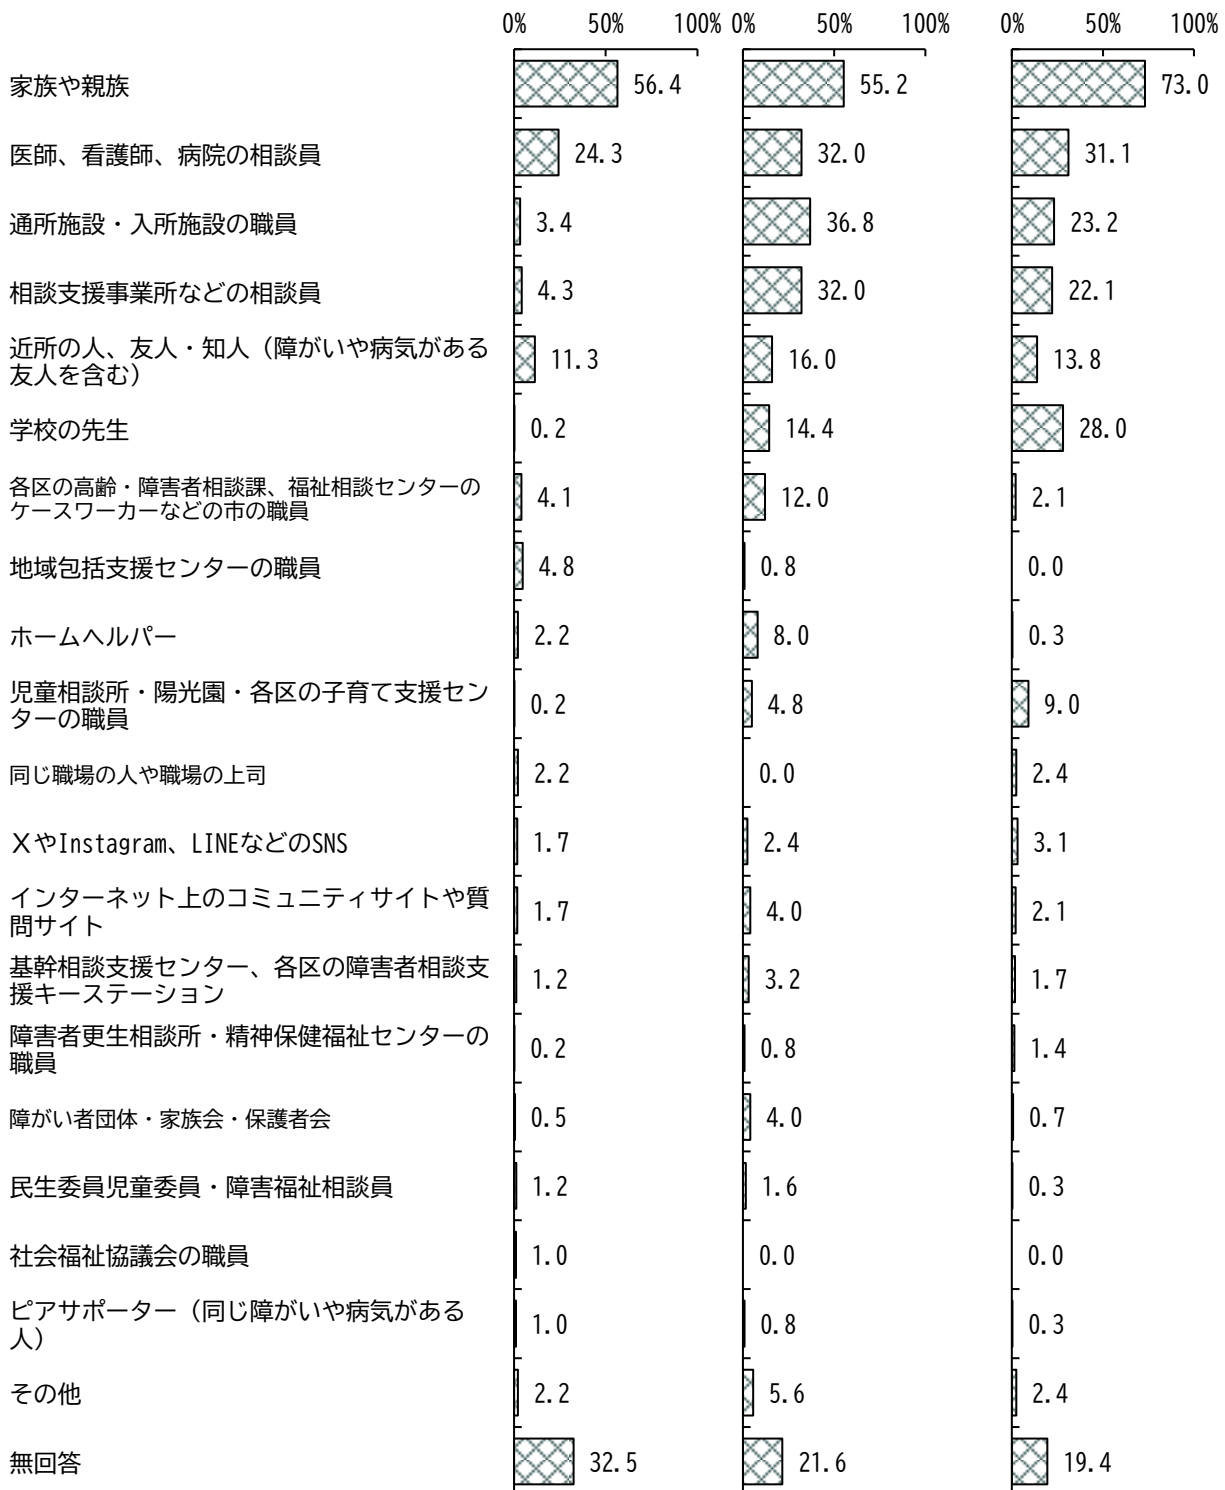 0% 50% 100% 0% 50% 100% 0% 50% 100%
家族や親族 56.4 55.2 73.0
医師、看護師、病院の相談員 24.3 32.0 31.1
通所施設・入所施設の職員 3.4 36.8 23.2
相談支援事業所などの相談員 4.3 32.0 22.1
近所の人、友人・知人（障がいや病気がある
友人を含む） 11.3 16.0 13.8
学校の先生 0.2 14.4 28.0
各区の高齢・障害者相談課、福祉相談センターの
ケースワーカーなどの市の職員 4.1 12.0 2.1
地域包括支援センターの職員 4.8 0.8 0.0
ホームヘルパー 2.2 8.0 0.3
児童相談所・陽光園・各区の子育て支援セン
ターの職員 0.2 4.8 9.0
同じ職場の人や職場の上司 2.2 0.0 2.4
XやInstagram、LINEなどのSNS 1.7 2.4 3.1
インターネット上のコミュニティサイトや質
問サイト 1.7 4.0 2.1
基幹相談支援センター、各区の障害者相談支
援キーステーション 1.2 3.2 1.7
障害者更生相談所・精神保健福祉センターの
職員 0.2 0.8 1.4
障がい者団体・家族会・保護者会 0.5 4.0 0.7
民生委員児童委員・障害福祉相談員 1.2 1.6 0.3
社会福祉協議会の職員 1.0 0.0 0.0
ピアサポーター（同じ障がいや病気がある
人） 1.0 0.8 0.3
その他 2.2 5.6 2.4
無回答 32.5 21.6 19.4